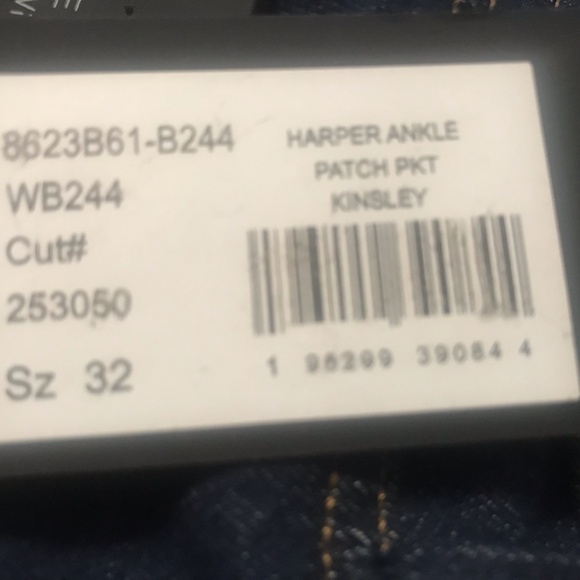 8623B61-B244
WB244
Cut#
253050
Sz 32
HARPER ANKLE
PATCH PKT
KINSLEY
1 96299 39084 4